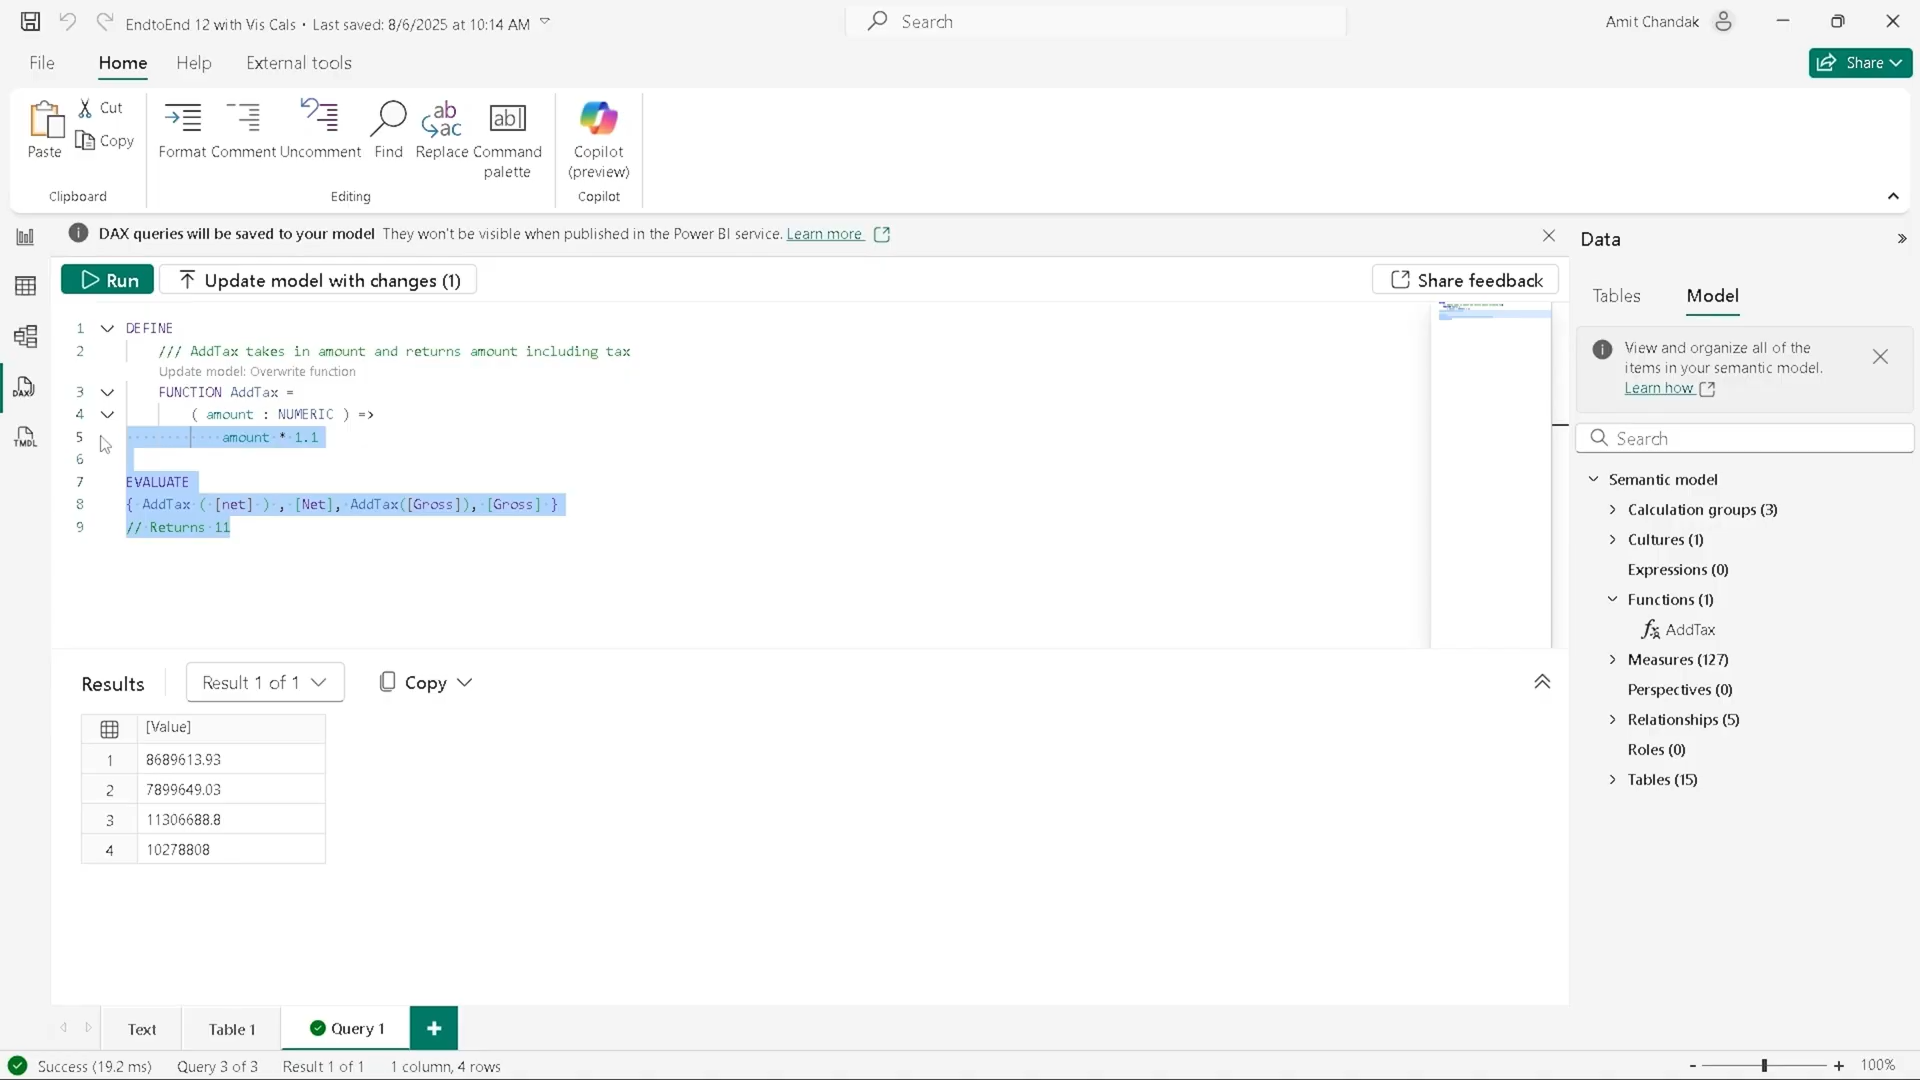 EndtoEnd 12 with Vis Cals • Last saved: 8/6/2025 at 10:14 AM
Search
Amit Chandak
File
Home
Help
External tools
Share
Paste
Cut
Copy
Clipboard
Format
Comment
Uncomment
Find
ab
ac
Replace
ab|
Command
palette
Editing
Copilot
(preview)
Copilot
DAX queries will be saved to your model They won't be visible when published in the Power BI service. Learn more
Run
Update model with changes (1)
Share feedback
DAX
TMDL
1 DEFINE
2 /// AddTax takes in amount and returns amount including tax
Update model: Overwrite function
3 FUNCTION AddTax =
4 ( amount : NUMERIC ) =>
5 amount * 1.1
6
7 EVALUATE
8 { AddTax ( [net] ) , [Net], AddTax([Gross]), [Gross] }
9 // Returns 11
Results
Result 1 of 1
Copy
[Value]
1 8689613.93
2 7899649.03
3 11306688.8
4 10278808
Data
Tables
Model
View and organize all of the
items in your semantic model.
Learn how
Search
Semantic model
Calculation groups (3)
Cultures (1)
Expressions (0)
Functions (1)
fx AddTax
Measures (127)
Perspectives (0)
Relationships (5)
Roles (0)
Tables (15)
Text
Table 1
Query 1
+
Success (19.2 ms)
Query 3 of 3
Result 1 of 1
1 column, 4 rows
- + 100%